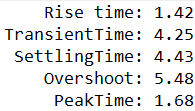 Rise time: 1.42
TransientTime: 4.25
SettlingTime: 4.43
Overshoot: 5.48
PeakTime: 1.68